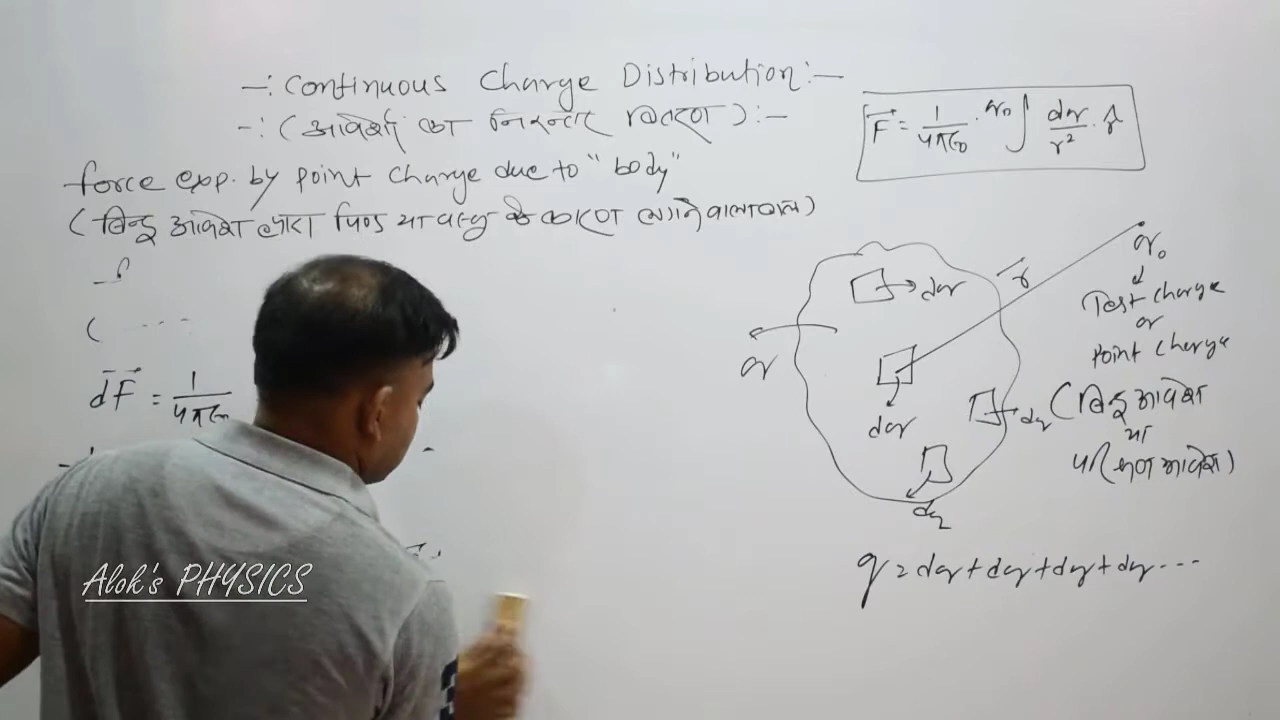 -: Continuous Charge Distribution :-
-: (आवेश का निरन्तर वितरण) :-
force exp. by point charge due to "body"
(बिन्दु आवेश द्वारा पिण्ड या वस्तु के कारण लगने वाला बल)
dF = 1/4πε₀
F = 1/4πε₀ · q₀ ∫ dq/r² · r̂
q
dq
dq
dq
dq
r
q₀
Test charge
or
Point charge
(बिन्दु आवेश
या
परीक्षण आवेश)
q = dq + dq + dq + dq ...
Alok's PHYSICS